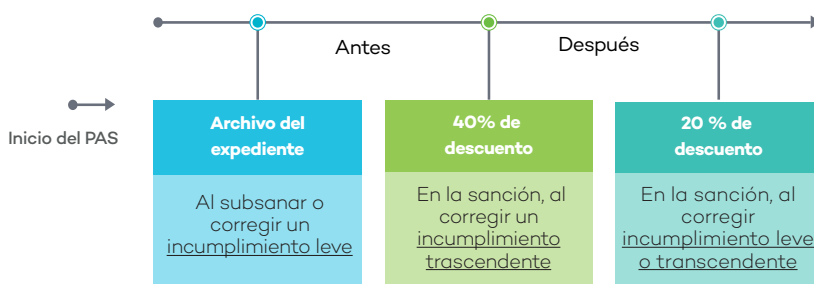 Antes
Después
Inicio del PAS
Archivo del
expediente
Al subsanar o
corregir un
incumplimiento leve
40% de
descuento
En la sanción, al
corregir un
incumplimiento
trascendente
20 % de
descuento
En la sanción, al
corregir
incumplimiento leve
o transcendente